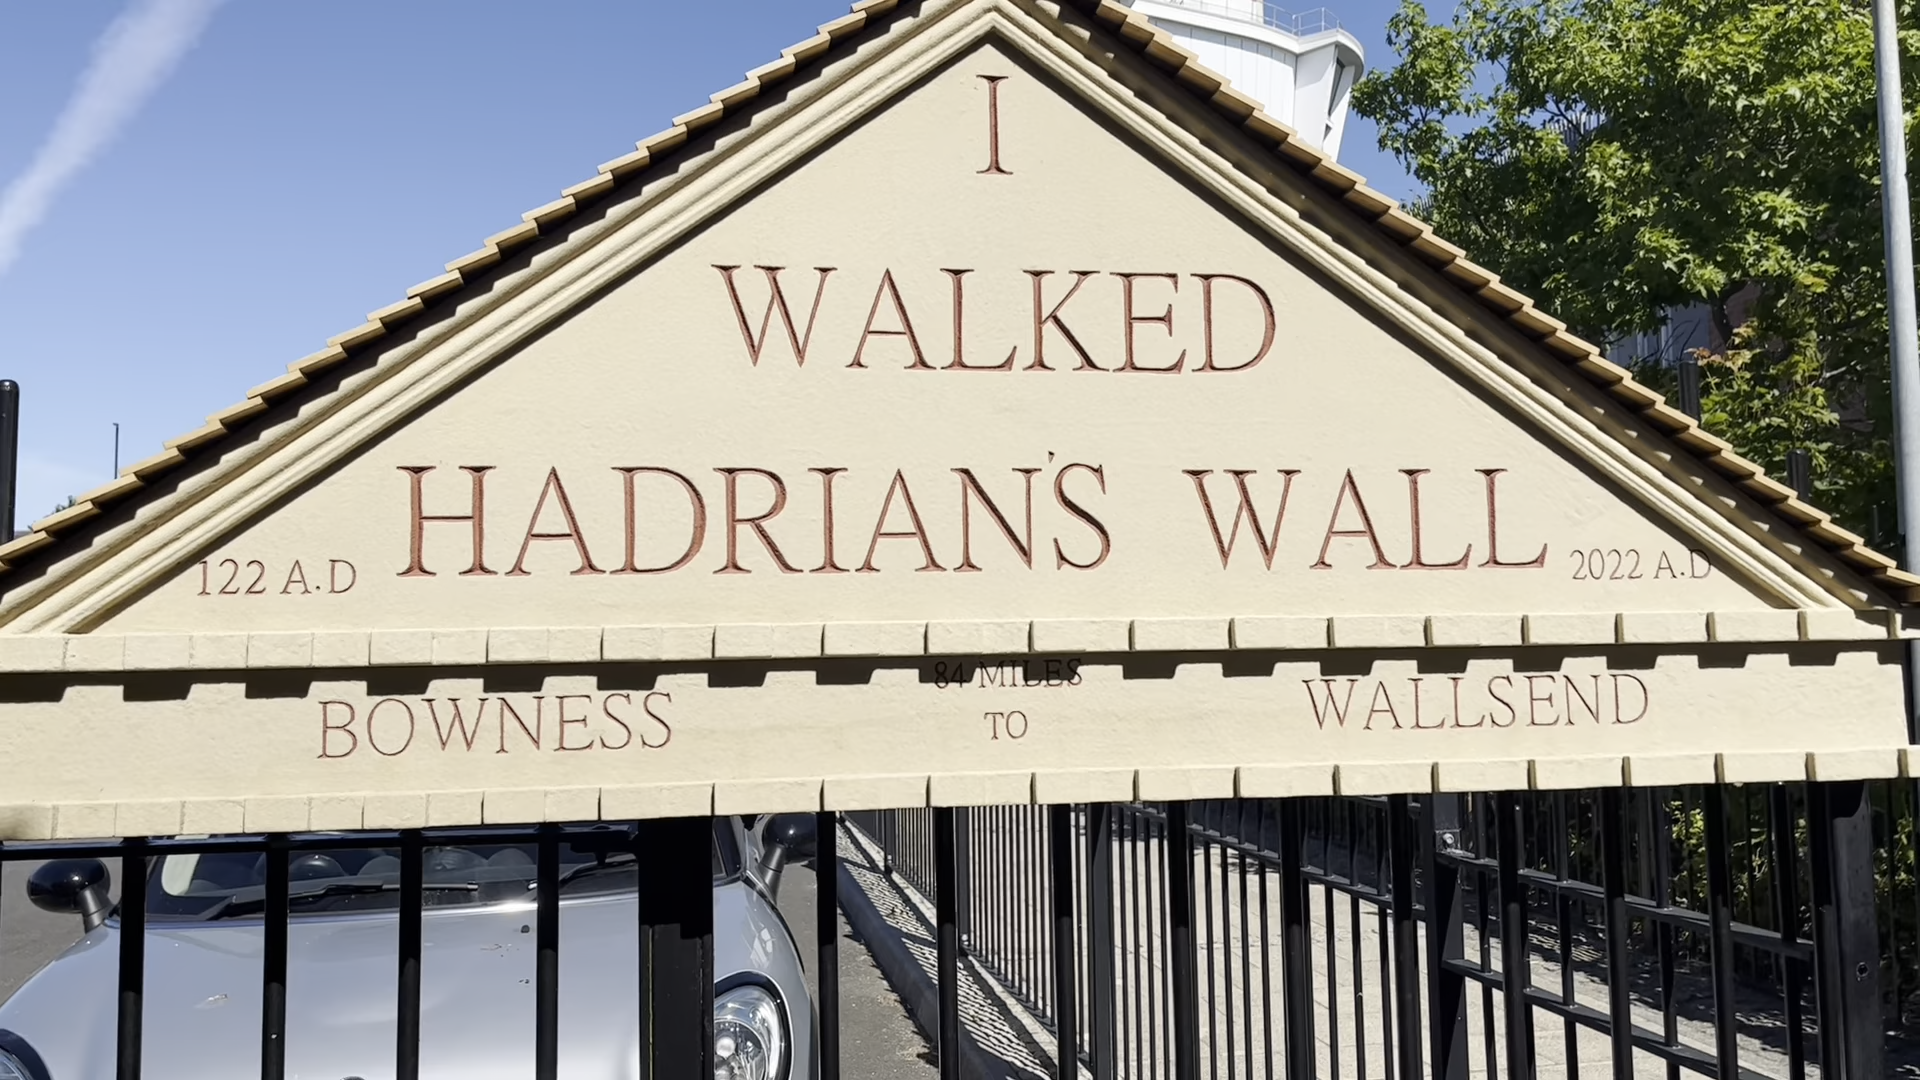 I
WALKED
HADRIAN'S WALL
122 A.D
2022 A.D
84 MILES
BOWNESS TO WALLSEND